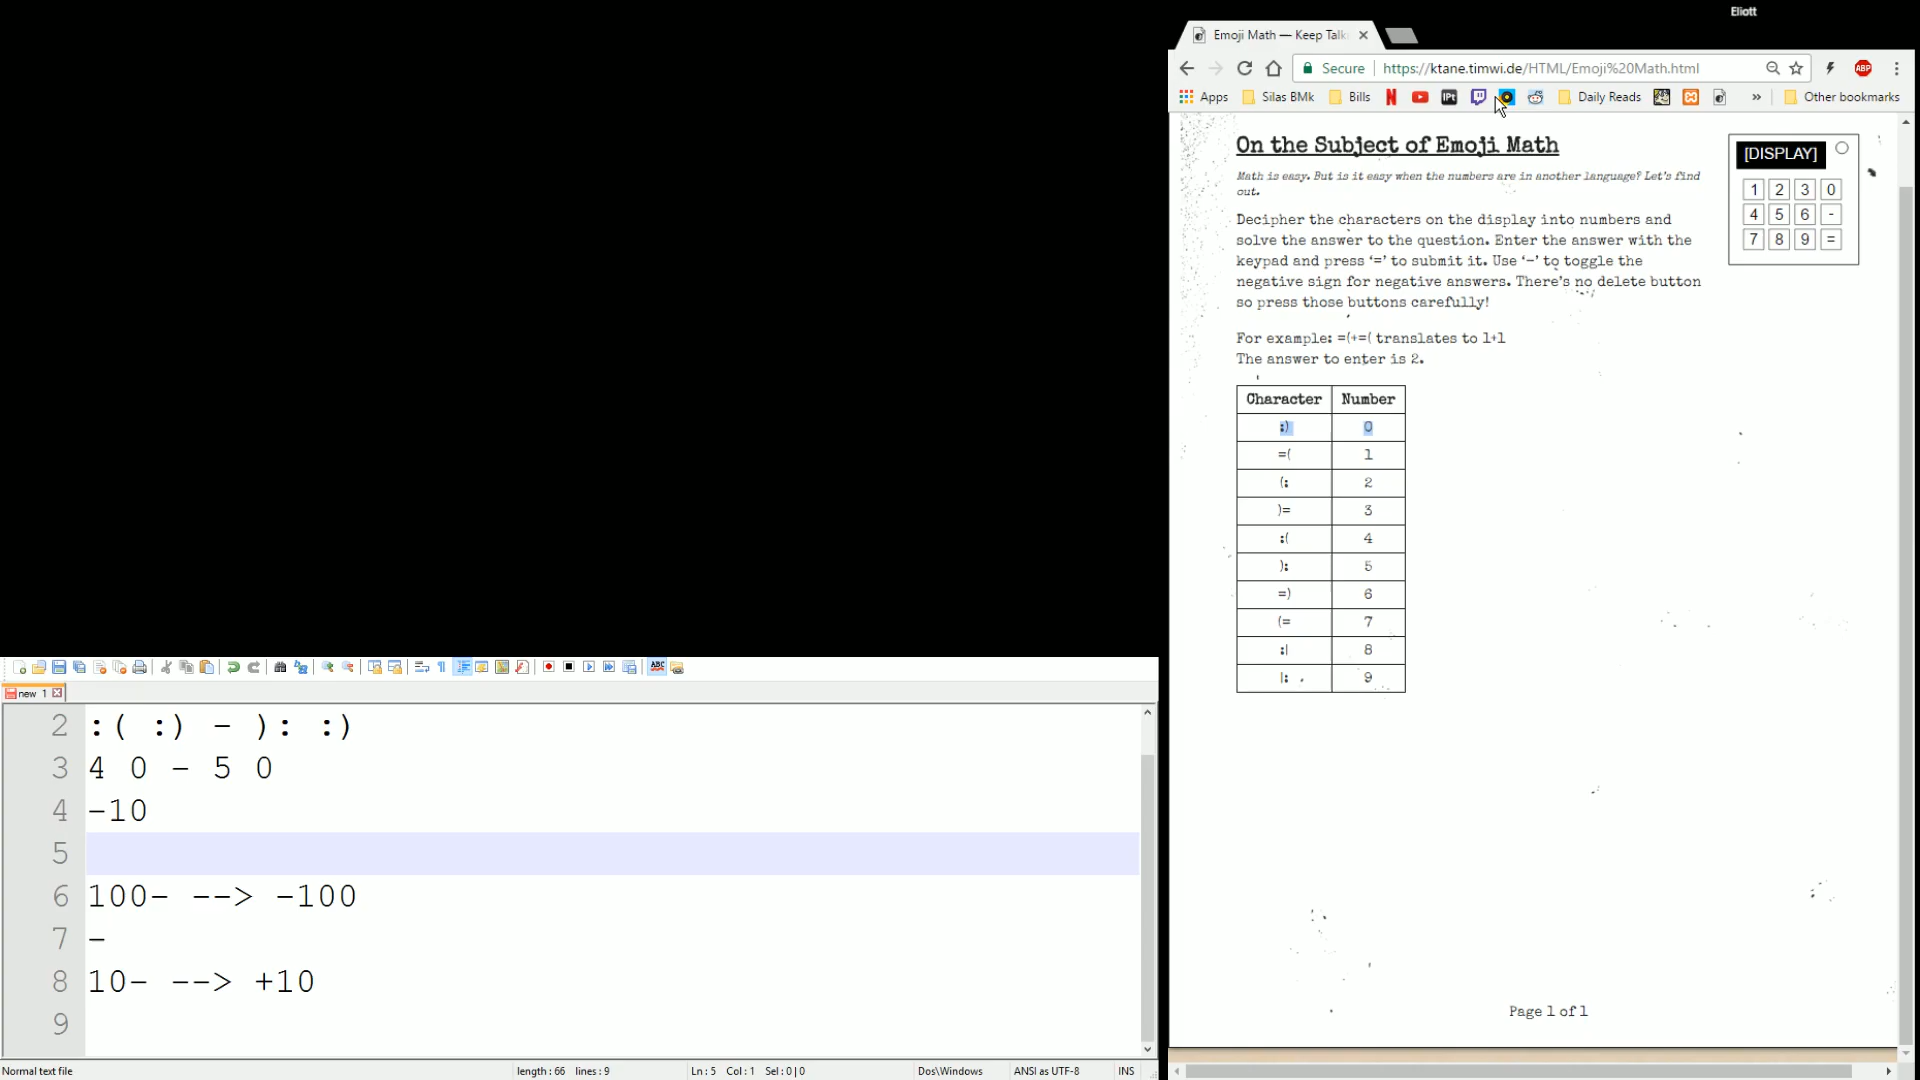 Eliott
Emoji Math — Keep Talk
Secure
https://ktane.timwi.de/HTML/Emoji%20Math.html
ABP
Apps
Silas BMk
Bills
N
IPt
Daily Reads
»
Other bookmarks
On the Subject of Emoji Math
Math is easy. But is it easy when the numbers are in another language? Let's find
out.
Decipher the characters on the display into numbers and
solve the answer to the question. Enter the answer with the
keypad and press ‘=’ to submit it. Use ‘-’ to toggle the
negative sign for negative answers. There's no delete button
so press those buttons carefully!
For example: =(+=( translates to 1+1
The answer to enter is 2.
[DISPLAY]
1 2 3 0
4 5 6 -
7 8 9 =
Character Number
:) 0
=( 1
(: 2
)= 3
:( 4
): 5
=) 6
(= 7
:| 8
|: 9
Page 1 of 1
ABC
new 1
2 :( :) - ): :)
3 4 0 - 5 0
4 -10
5
6 100- --> -100
7 -
8 10- --> +10
9
Normal text file
length : 66 lines : 9
Ln : 5 Col : 1 Sel : 0 | 0
Dos\Windows
ANSI as UTF-8
INS